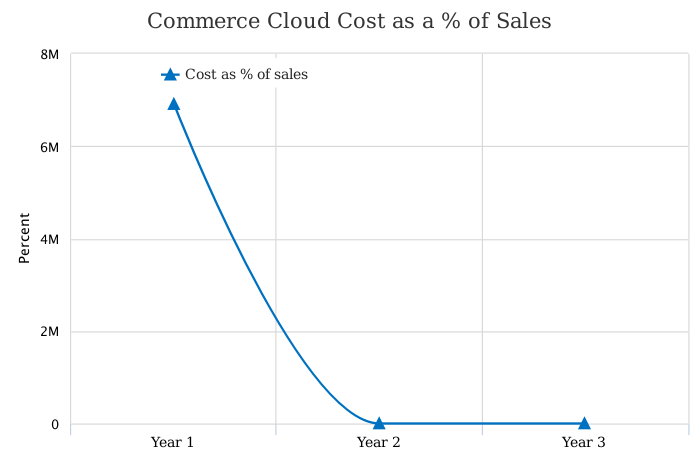 Commerce Cloud Cost as a % of Sales
8M
Cost as % of sales
6M
4M
Percent
2M
0
Year 1 Year 2 Year 3